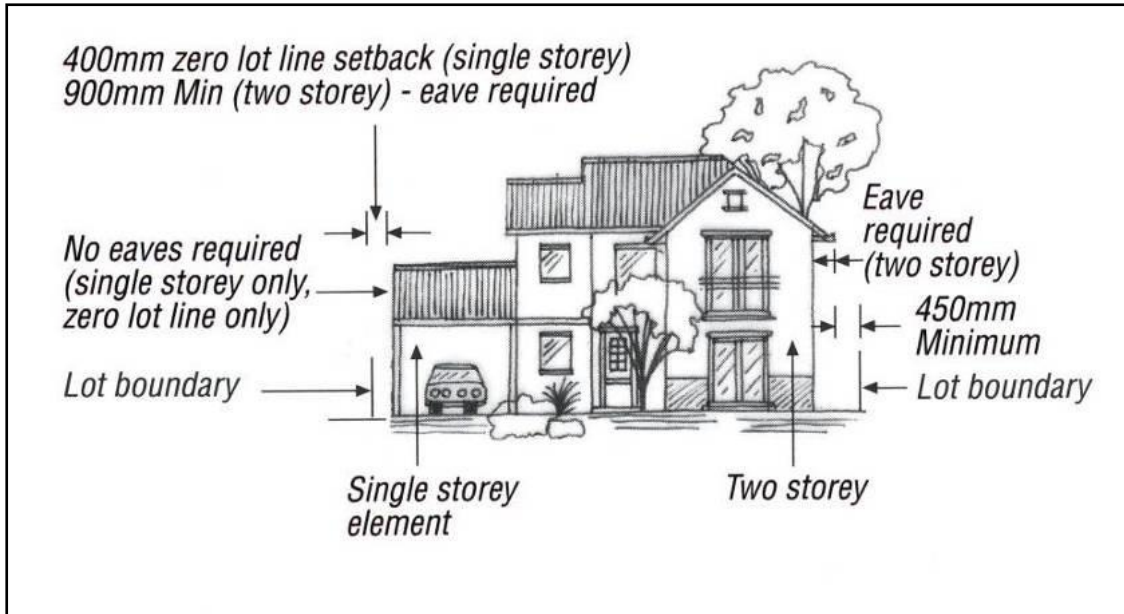 400mm zero lot line setback (single storey)
900mm Min (two storey) - eave required
No eaves required
(single storey only,
zero lot line only)
Lot boundary
Eave
required
(two storey)
450mm
Minimum
Lot boundary
Single storey
element
Two storey